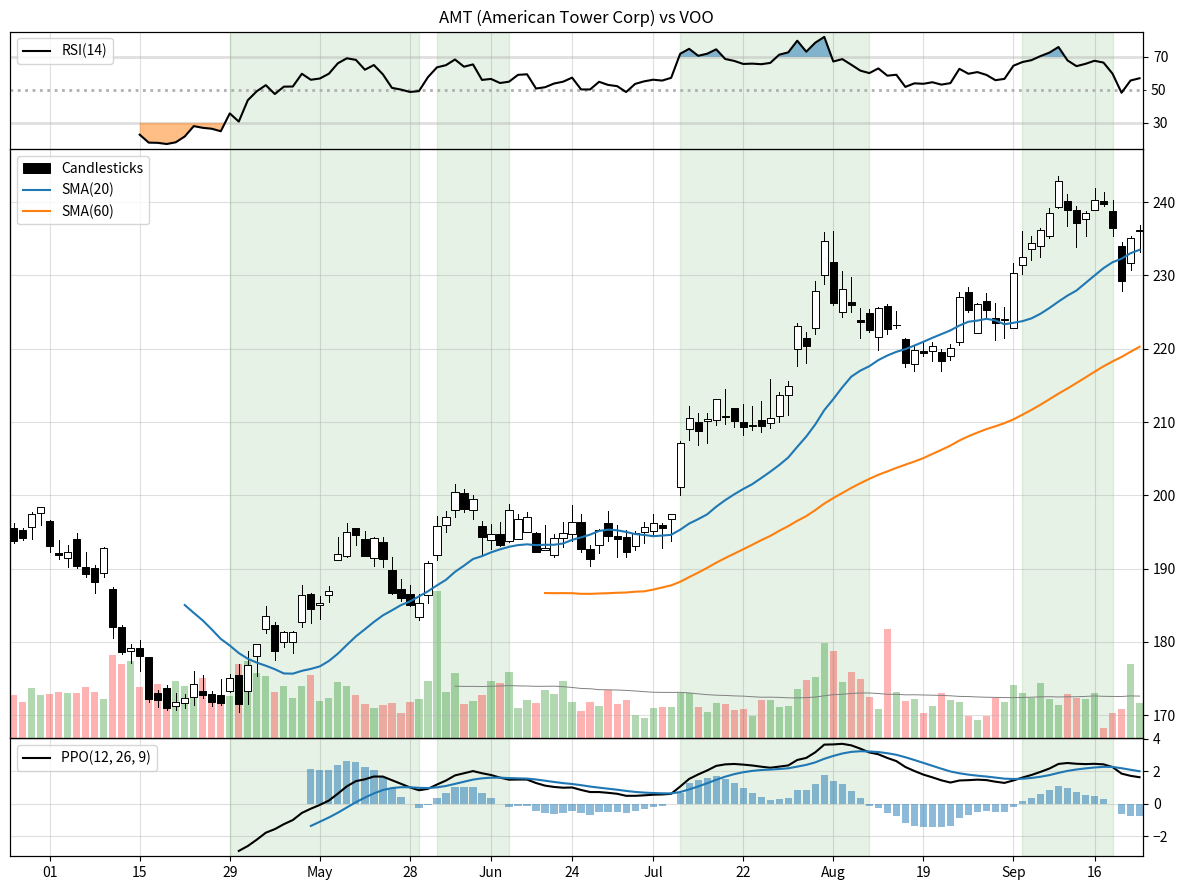 AMT (American Tower Corp) vs VOO
RSI(14)
70
50
30
Candlesticks
SMA(20)
SMA(60)
240
230
220
210
200
190
180
170
PPO(12, 26, 9)
4
2
0
−2
01 15 29 May 28 Jun 24 Jul 22 Aug 19 Sep 16